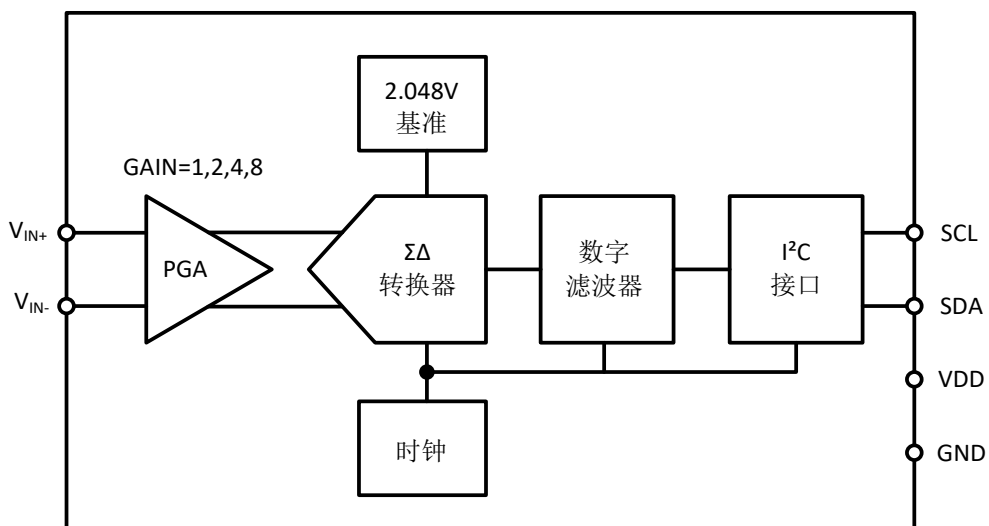 2.048V
基准
GAIN=1,2,4,8
VIN+
PGA
VIN-
ΣΔ
转换器
数字
滤波器
I²C
接口
SCL
SDA
VDD
GND
时钟